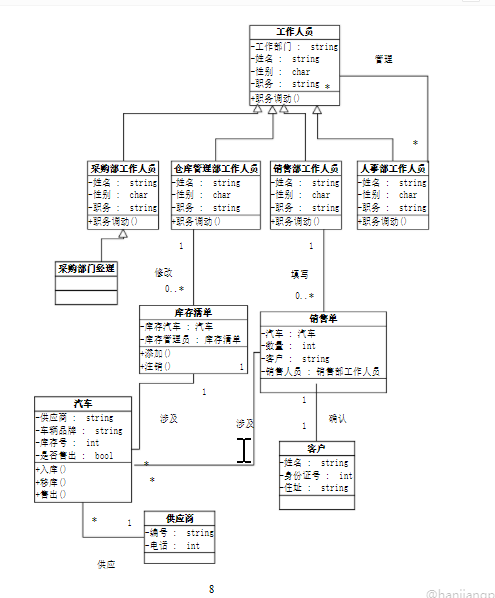 工作人员
-工作部门 : string
-姓名 : string
-性别 : char
-职务 : string
+职务调动()
管理
*
*
采购部工作人员
-姓名 : string
-性别 : char
-职务 : string
+职务调动()
仓库管理部工作人员
-姓名 : string
-性别 : char
-职务 : string
+职务调动()
销售部工作人员
-姓名 : string
-性别 : char
-职务 : string
+职务调动()
人事部工作人员
-姓名 : string
-性别 : char
-职务 : string
+职务调动()
采购部门经理
1
修改
0..*
1
填写
0..*
库存清单
-库存汽车 : 汽车
-库存管理员 : 库存清单
+添加()
+注销()
1
1
销售单
-汽车 : 汽车
-数量 : int
-客户 : string
-销售人员 : 销售部工作人员
涉及
涉及
1
确认
1
汽车
-供应商 : string
-车辆品牌 : string
-库存号 : int
-是否售出 : bool
+入库()
+移库()
+售出()
*
*
客户
-姓名 : string
-身份证号 : int
-住址 : string
*
1
供应
供应商
-编号 : string
-电话 : int
8
@hanjiangp